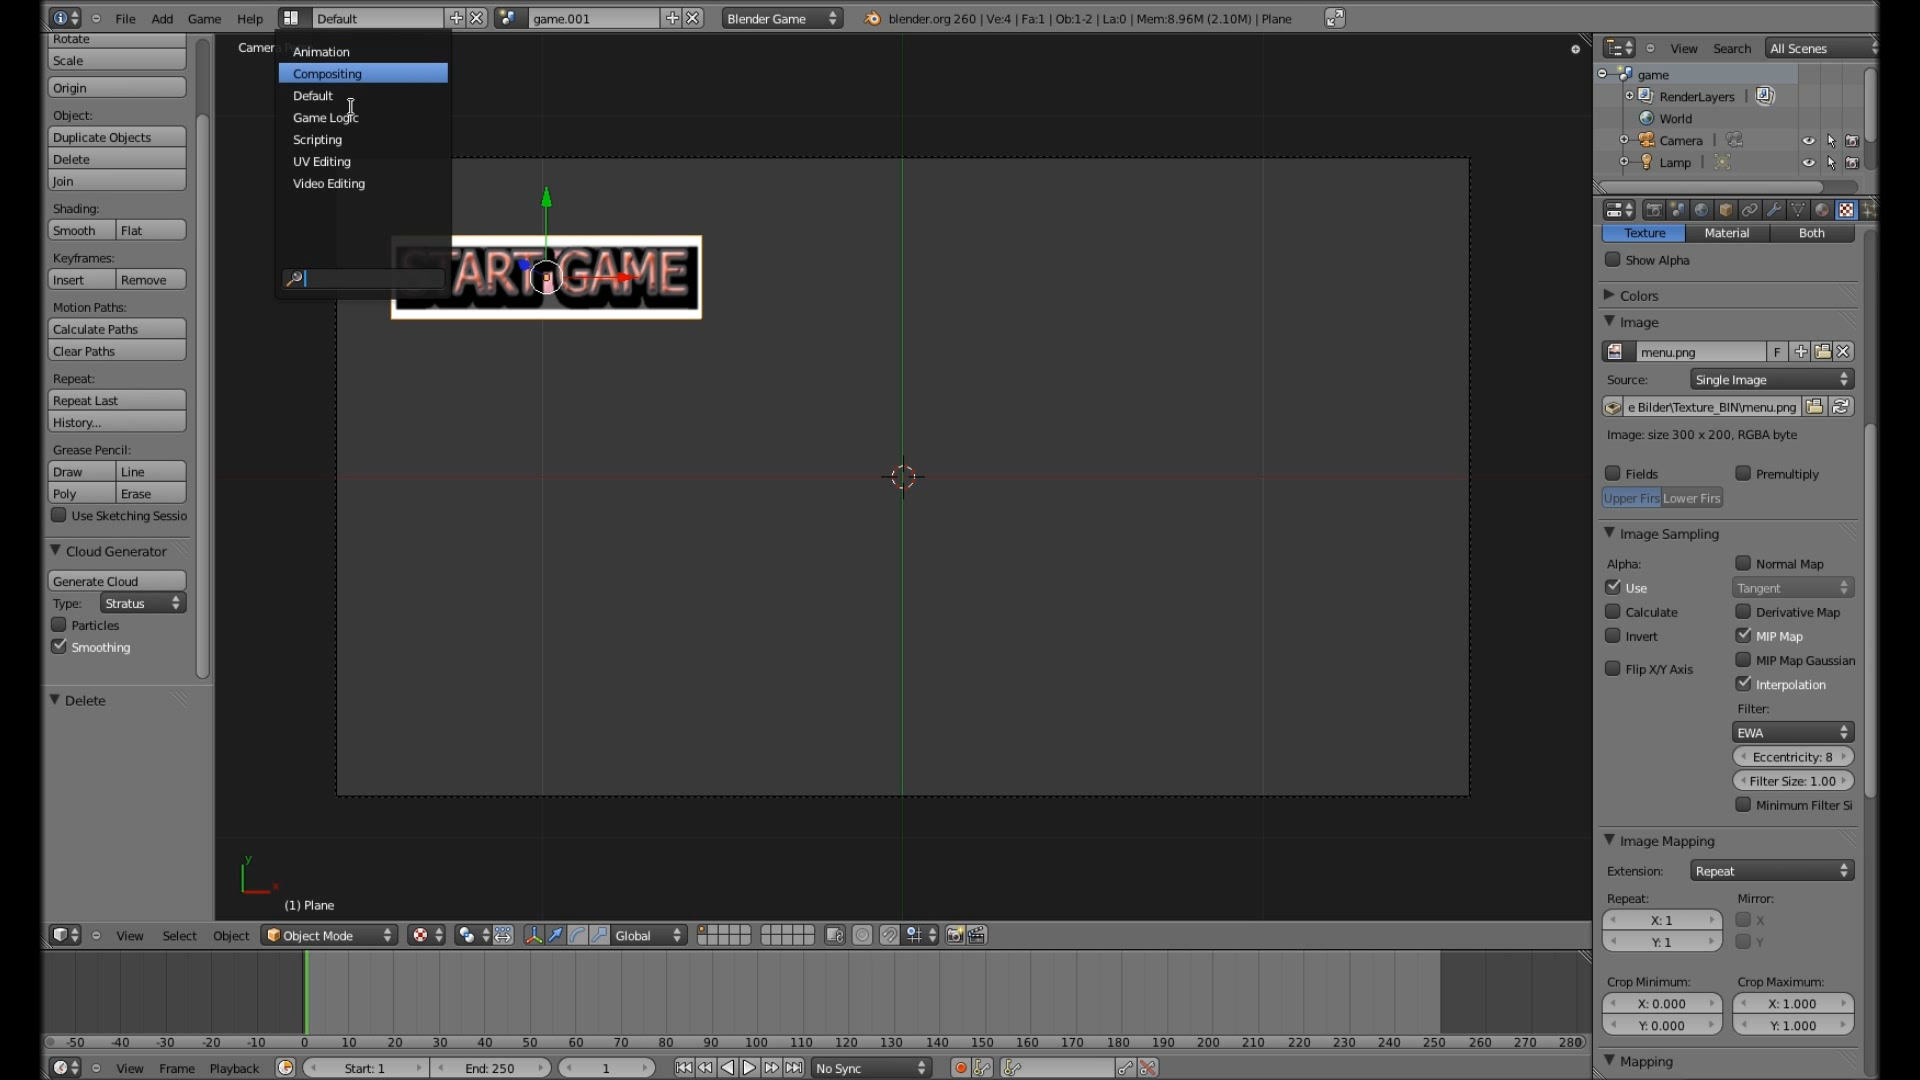 File Add Game Help Default game.001 Blender Game blender.org 260 | Ve:4 | Fa:1 | Ob:1-2 | La:0 | Mem:8.96M (2.10M) | Plane
Rotate
Scale
Origin
Object:
Duplicate Objects
Delete
Join
Shading:
Smooth Flat
Keyframes:
Insert Remove
Motion Paths:
Calculate Paths
Clear Paths
Repeat:
Repeat Last
History...
Grease Pencil:
Draw Line
Poly Erase
Use Sketching Sessio
Cloud Generator
Generate Cloud
Type: Stratus
Particles
Smoothing
Delete
Camera
Animation
Compositing
Default
Game Logic
Scripting
UV Editing
Video Editing
START GAME
y
x
(1) Plane
View Select Object Object Mode Global
-50 -40 -30 -20 -10 0 10 20 30 40 50 60 70 80 90 100 110 120 130 140 150 160 170 180 190 200 210 220 230 240 250 260 270 280
View Frame Playback Start: 1 End: 250 1 No Sync
View Search All Scenes
game
RenderLayers |
World
Camera |
Lamp |
Texture Material Both
Show Alpha
Colors
Image
menu.png F
Source: Single Image
e Bilder\Texture_BIN\menu.png
Image: size 300 x 200, RGBA byte
Fields Premultiply
Upper Firs Lower Firs
Image Sampling
Alpha: Normal Map
Use Tangent
Calculate Derivative Map
Invert MIP Map
MIP Map Gaussian
Flip X/Y Axis
Interpolation
Filter:
EWA
Eccentricity: 8
Filter Size: 1.00
Minimum Filter Si
Image Mapping
Extension: Repeat
Repeat: Mirror:
X: 1 X
Y: 1 Y
Crop Minimum: Crop Maximum:
X: 0.000 X: 1.000
Y: 0.000 Y: 1.000
Mapping